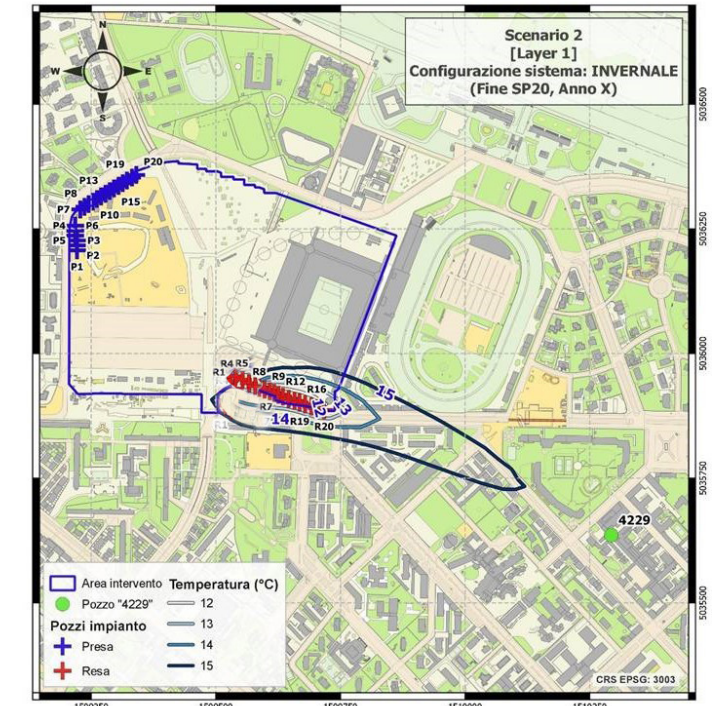 Scenario 2
[Layer 1]
Configurazione sistema: INVERNALE
(Fine SP20, Anno X)
N
W E
S
5036500
P19 P20
P13
P8
P15
P7 P10
P4 P6
P5 P3
P2
P1
5036250
5036000
R4 R5
R1 R8
R9
R12
R16
15
13
12
R7
14
R19
R20
5035750
4229
5035500
Area intervento
Pozzo "4229"
Pozzi impianto
Presa
Resa
Temperatura (°C)
12
13
14
15
CRS EPSG: 3003